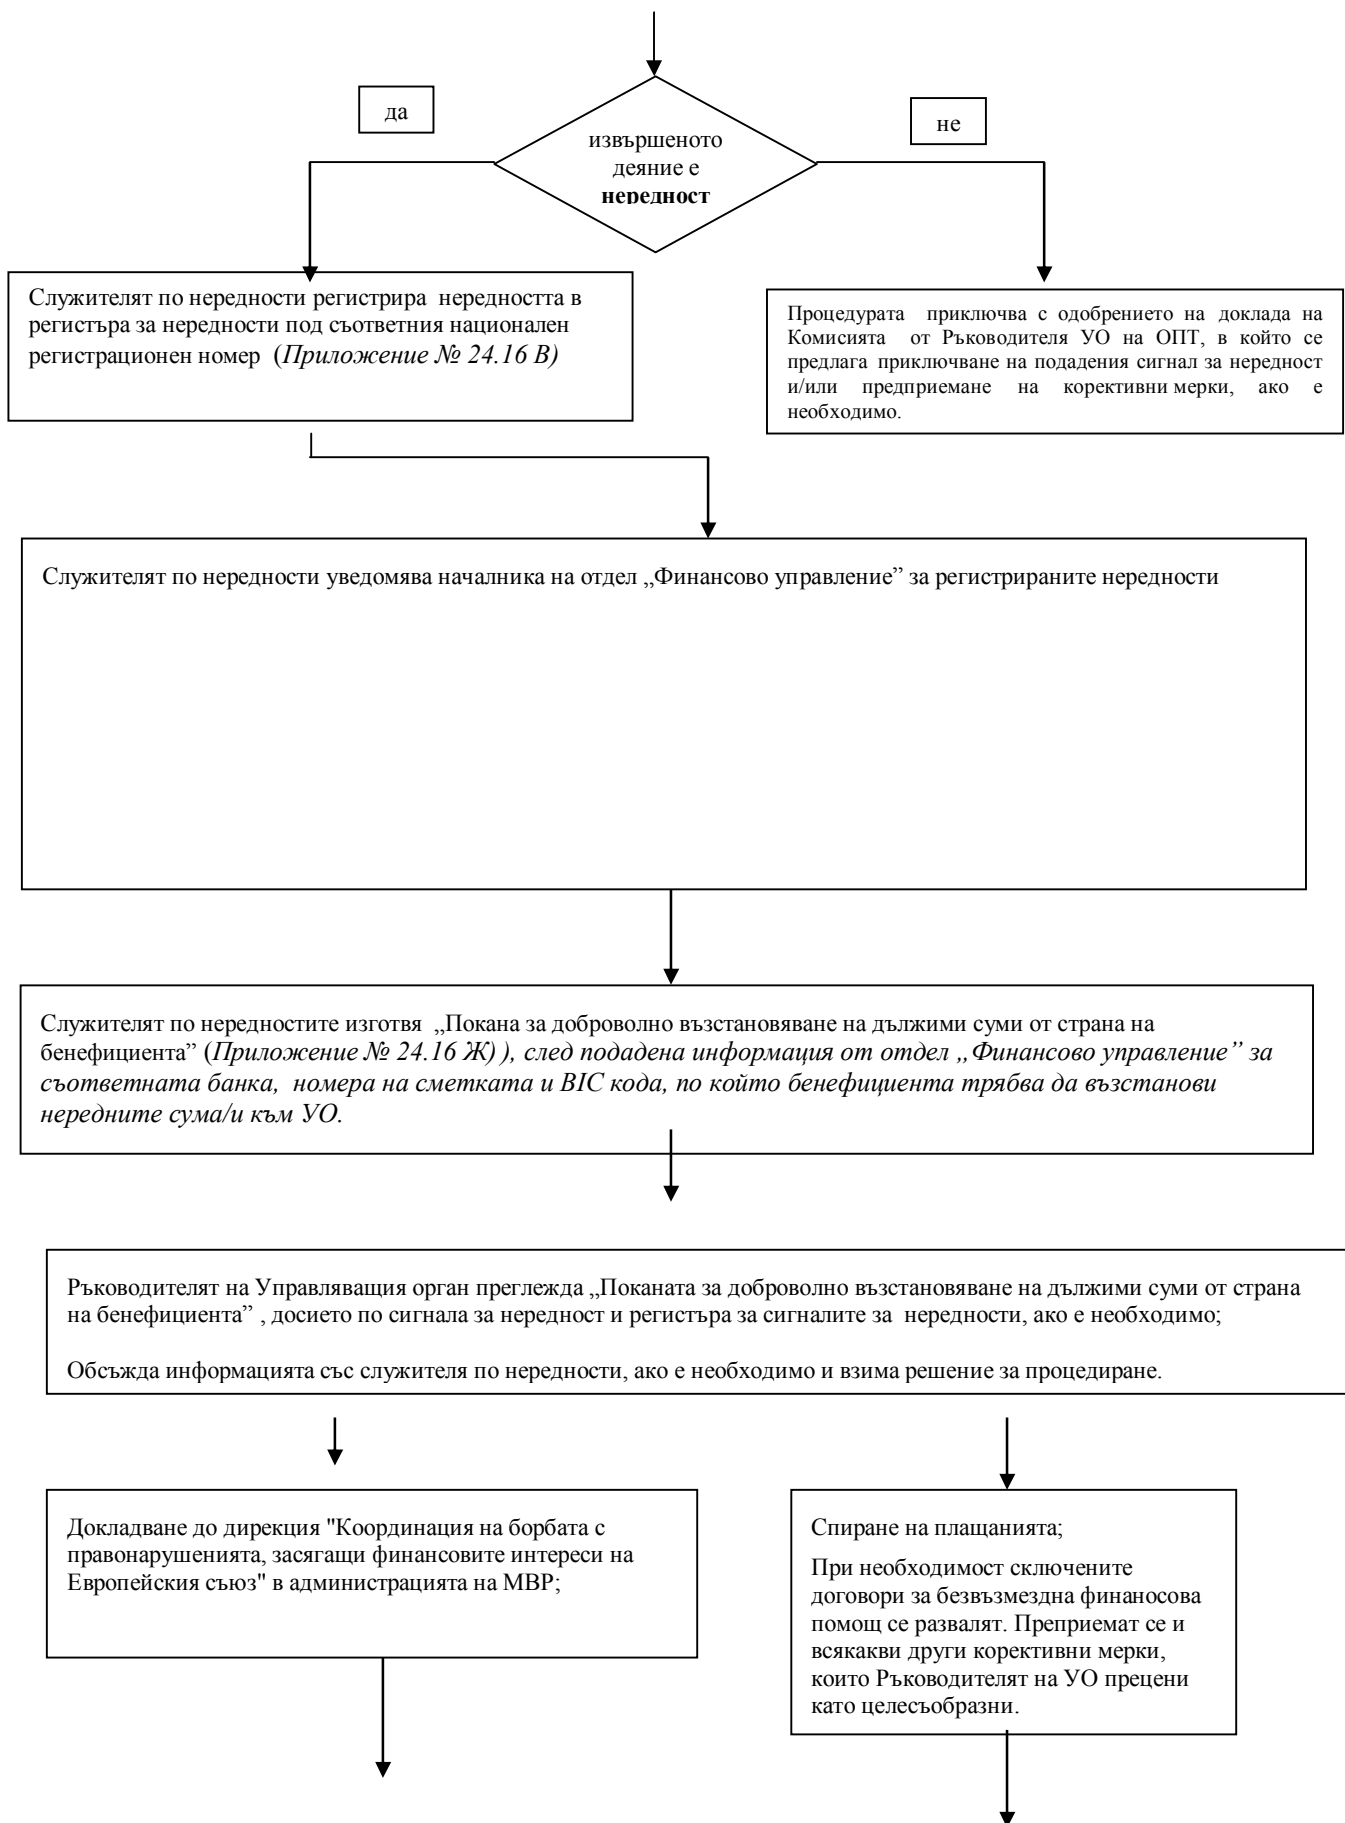 да
не
извършеното
деяние е
нередност
Служителят по нередности регистрира нередността в
регистъра за нередности под съответния национален
регистрационен номер (Приложение № 24.16 В)
Процедурата приключва с одобрението на доклада на
Комисията от Ръководителя УО на ОПТ, в който се
предлага приключване на подадения сигнал за нередност
и/или предприемане на корективни мерки, ако е
необходимо.
Служителят по нередности уведомява началника на отдел „Финансово управление” за регистрираните нередности
Служителят по нередностите изготвя „Покана за доброволно възстановяване на дължими суми от страна на
бенефициента” (Приложение № 24.16 Ж) ), след подадена информация от отдел „Финансово управление” за
съответната банка, номера на сметката и BIC кода, по който бенефициента трябва да възстанови
нередните сума/и към УО.
Ръководителят на Управляващия орган преглежда „Поканата за доброволно възстановяване на дължими суми от страна
на бенефициента” , досието по сигнала за нередност и регистъра за сигналите за нередности, ако е необходимо;
Обсъжда информацията със служителя по нередности, ако е необходимо и взима решение за процедиране.
Докладване до дирекция "Координация на борбата с
правонарушенията, засягащи финансовите интереси на
Европейския съюз" в администрацията на МВР;
Спиране на плащанията;
При необходимост сключените
договори за безвъзмездна финаносова
помощ се развалят. Преприемат се и
всякакви други корективни мерки,
които Ръководителят на УО прецени
като целесъобразни.